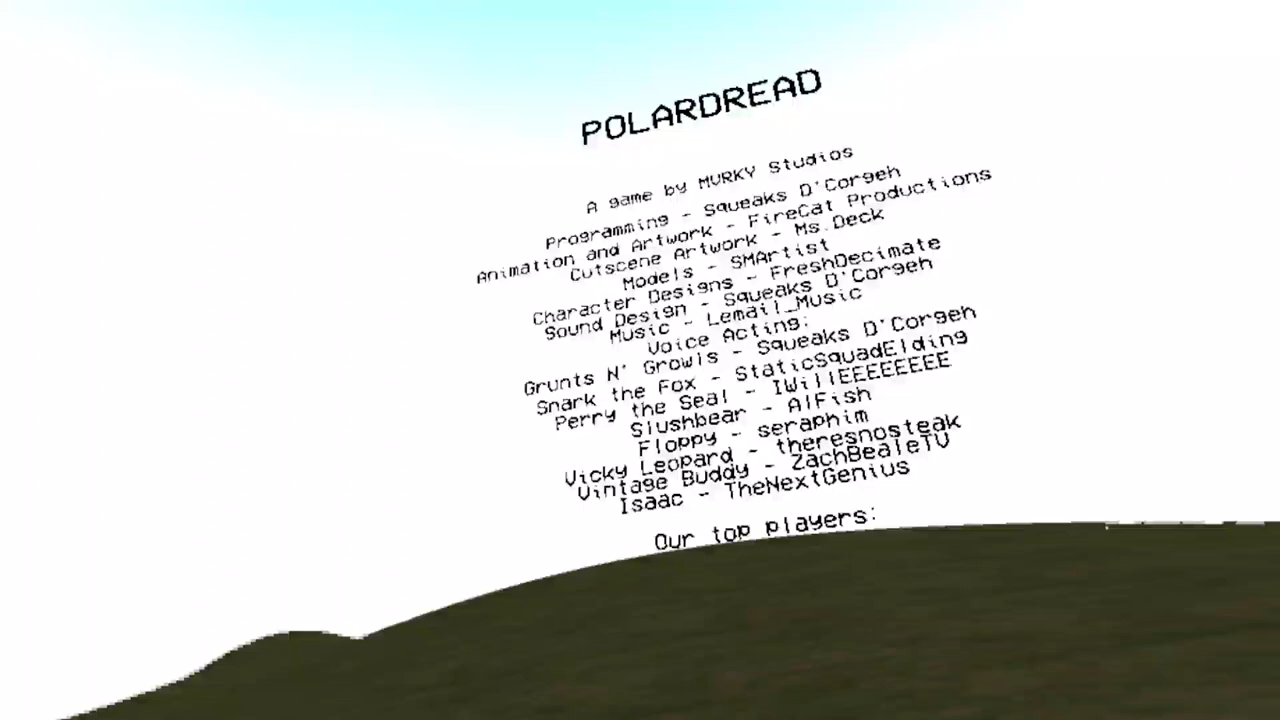 POLARDREAD
A game by MVRKY Studios
Programming - Squeaks D'Corgeh
Animation and Artwork - FireCat Productions
Cutscene Artwork - Ms.Deck
Models - SMArtist
Character Designs - FreshDecimate
Sound Design - Squeaks D'Corgeh
Music - Lemail_Music
Voice Acting:
Grunts N' Growls - Squeaks D'Corgeh
Snark the Fox - StaticSquadElding
Perry the Seal - IWillEEEEEEEE
Slushbear - AlFish
Floppy - seraphim
Vicky Leopard - theresnosteak
Vintage Buddy - ZachBealeTV
Isaac - TheNextGenius
Our top players: